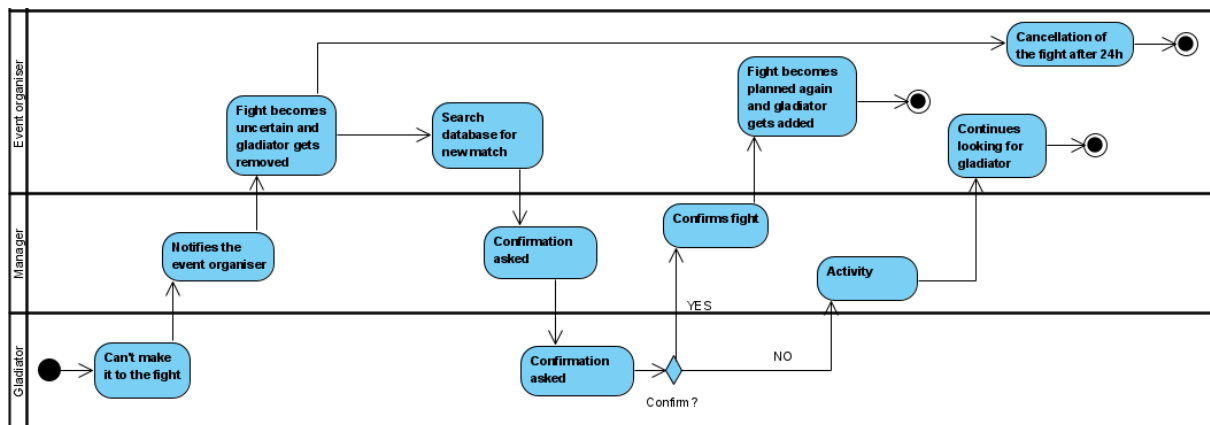 Event organiser
Cancellation of
the fight after 24h
Fight becomes
uncertain and
gladiator gets
removed
Search
database for
new match
Fight becomes
planned again
and gladiator
gets added
Continues
looking for
gladiator
Manager
Notifies the
event organiser
Confirmation
asked
Confirms fight
Activity
YES
Gladiator
Can't make
it to the fight
Confirmation
asked
NO
Confirm?